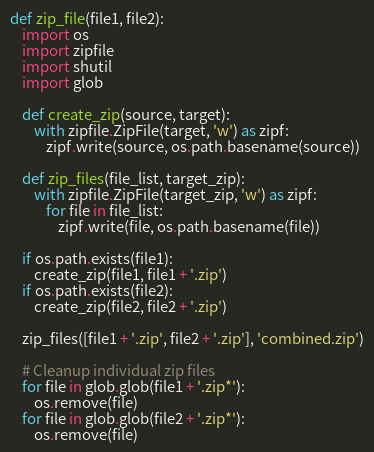 def zip_file(file1, file2):
    import os
    import zipfile
    import shutil
    import glob

    def create_zip(source, target):
        with zipfile.ZipFile(target, 'w') as zipf:
            zipf.write(source, os.path.basename(source))

    def zip_files(file_list, target_zip):
        with zipfile.ZipFile(target_zip, 'w') as zipf:
            for file in file_list:
                zipf.write(file, os.path.basename(file))

    if os.path.exists(file1):
        create_zip(file1, file1 + '.zip')
    if os.path.exists(file2):
        create_zip(file2, file2 + '.zip')

    zip_files([file1 + '.zip', file2 + '.zip'], 'combined.zip')

    # Cleanup individual zip files
    for file in glob.glob(file1 + '.zip*'):
        os.remove(file)
    for file in glob.glob(file2 + '.zip*'):
        os.remove(file)